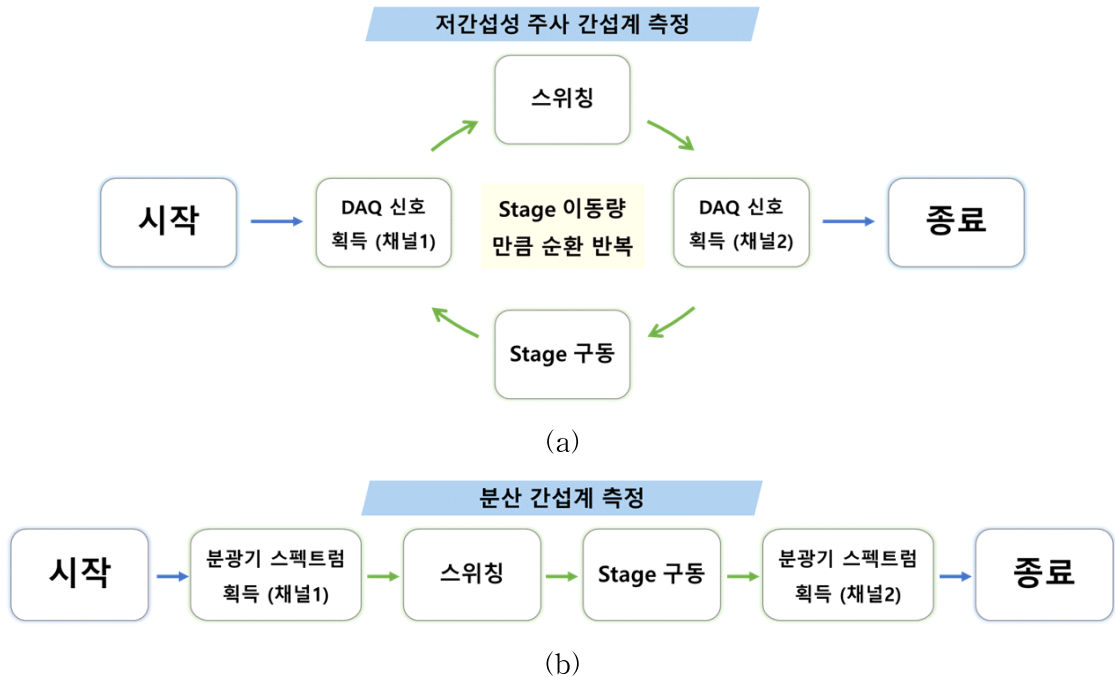 저간섭성 주사 간섭계 측정
스위칭
시작
DAQ 신호
획득 (채널1)
Stage 이동량
만큼 순환 반복
DAQ 신호
획득 (채널2)
종료
Stage 구동
(a)
분산 간섭계 측정
시작
분광기 스펙트럼
획득 (채널1)
스위칭
Stage 구동
분광기 스펙트럼
획득 (채널2)
종료
(b)